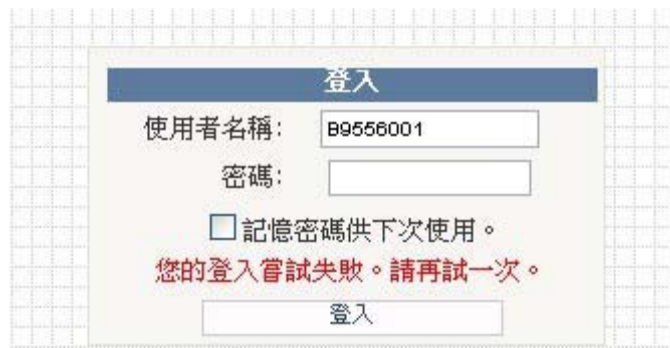 登入
使用者名稱: B9556001
密碼:
記憶密碼供下次使用。
您的登入嘗試失敗。請再試一次。
登入